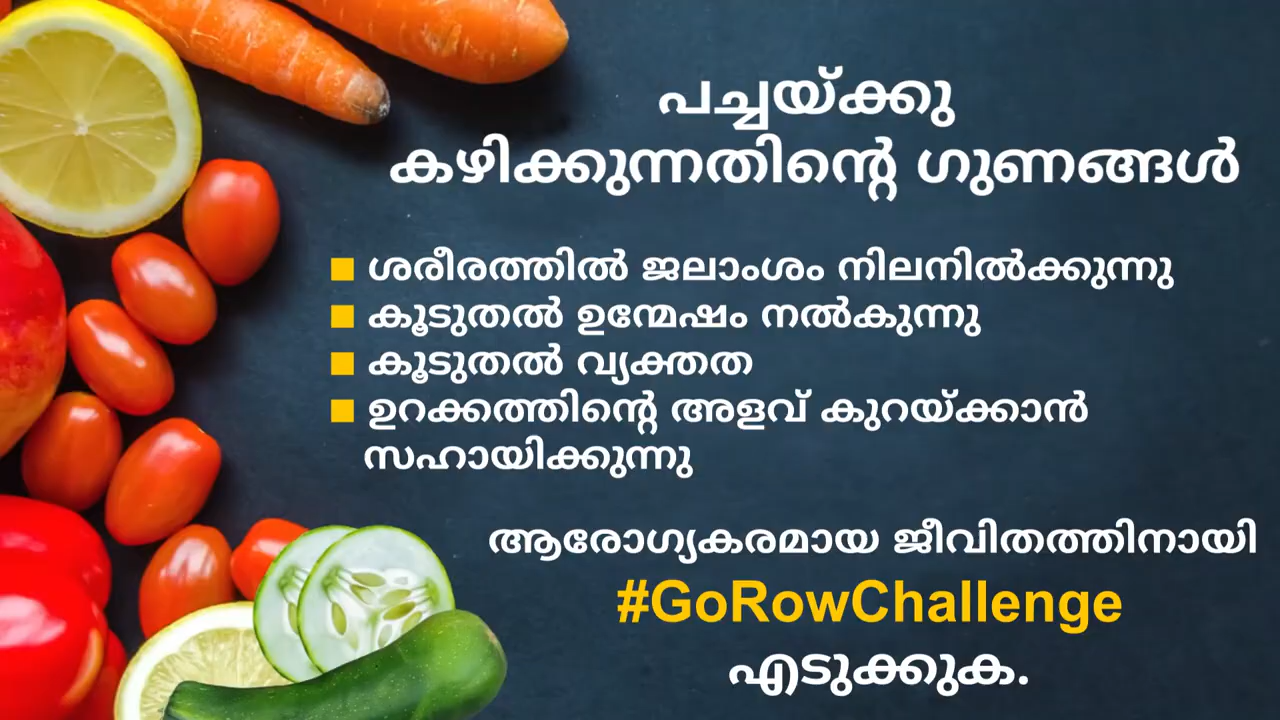 പച്ചയ്ക്കു
കഴിക്കുന്നതിന്റെ ഗുണങ്ങൾ
■ ശരീരത്തിൽ ജലാംശം നിലനിൽക്കുന്നു
■ കൂടുതൽ ഉന്മേഷം നൽകുന്നു
■ കൂടുതൽ വ്യക്തത
■ ഉറക്കത്തിന്റെ അളവ് കുറയ്ക്കാൻ
സഹായിക്കുന്നു
ആരോഗ്യകരമായ ജീവിതത്തിനായി
#GoRowChallenge
എടുക്കുക.